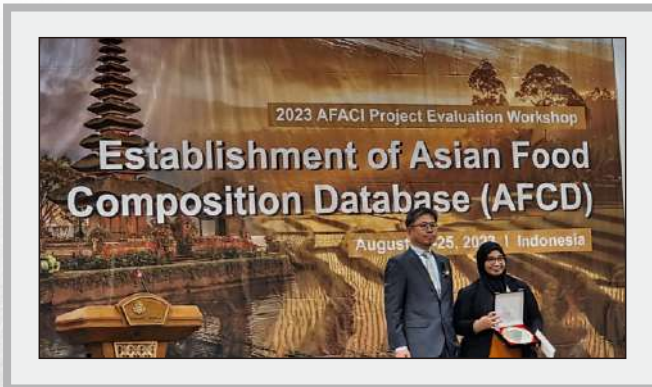 2023 AFACI Project Evaluation Workshop
Establishment of Asian Food
Composition Database (AFCD)
August -25, 2023 | Indonesia